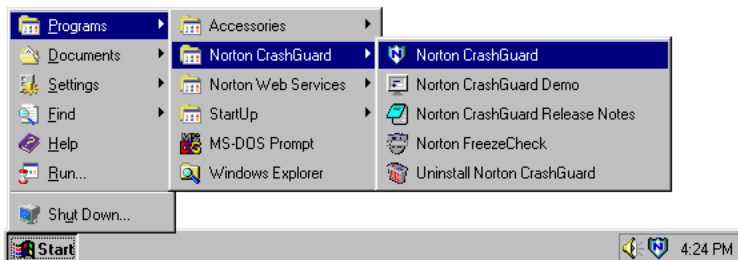 Programs
Documents
Settings
Find
Help
Run...
Shut Down...
Accessories
Norton CrashGuard
Norton Web Services
StartUp
MS-DOS Prompt
Windows Explorer
Norton CrashGuard
Norton CrashGuard Demo
Norton CrashGuard Release Notes
Norton FreezeCheck
Uninstall Norton CrashGuard
Start
4:24 PM